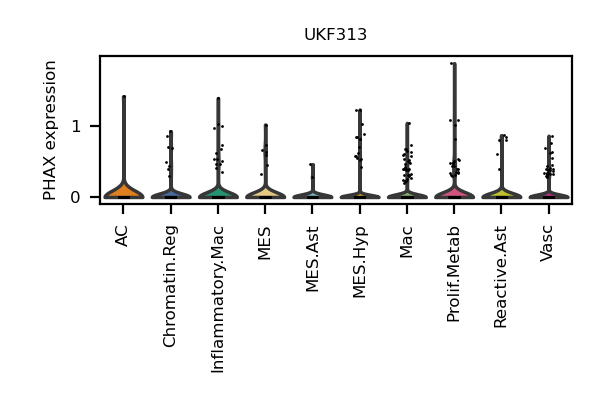 UKF313
PHAX expression
1
0
AC
Chromatin.Reg
Inflammatory.Mac
MES
MES.Ast
MES.Hyp
Mac
Prolif.Metab
Reactive.Ast
Vasc